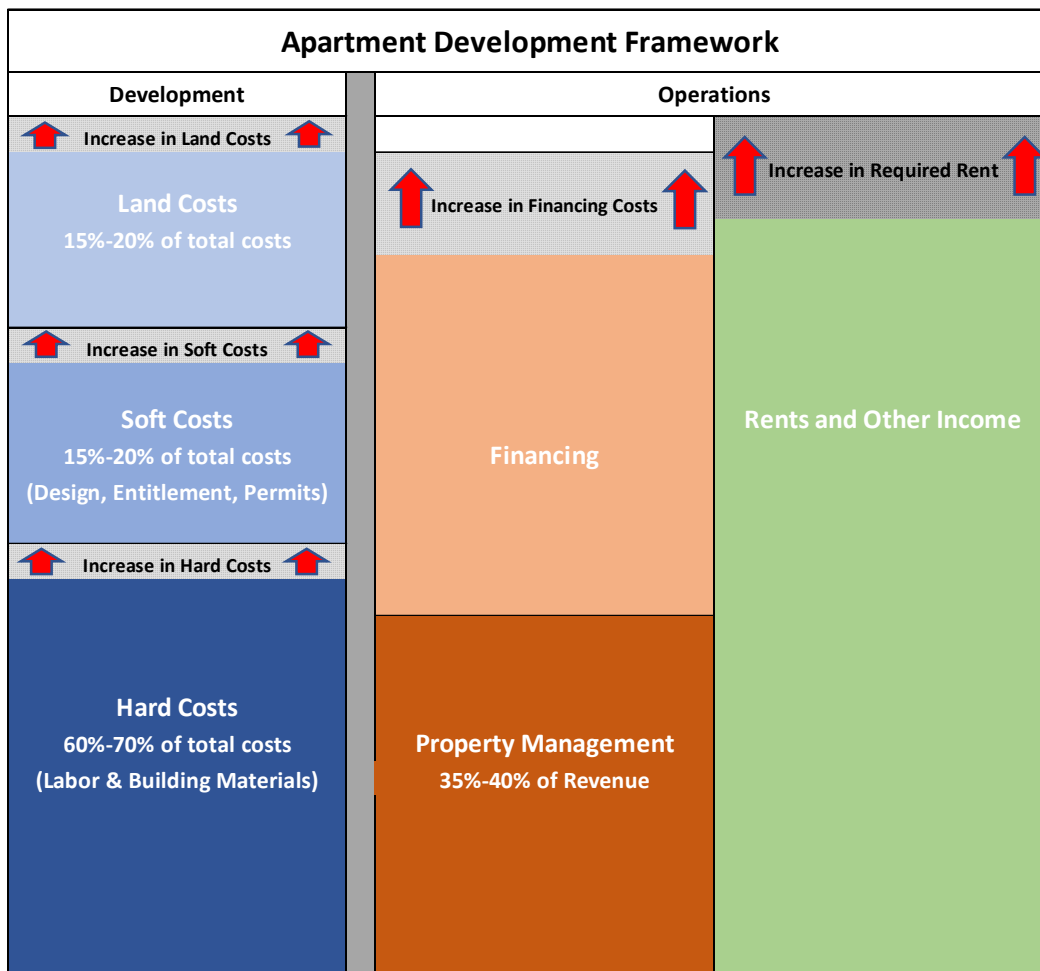 Apartment Development Framework
Development
Operations
Increase in Land Costs
Land Costs
15%-20% of total costs
Increase in Soft Costs
Soft Costs
15%-20% of total costs
(Design, Entitlement, Permits)
Increase in Hard Costs
Hard Costs
60%-70% of total costs
(Labor & Building Materials)
Increase in Financing Costs
Financing
Property Management
35%-40% of Revenue
Increase in Required Rent
Rents and Other Income